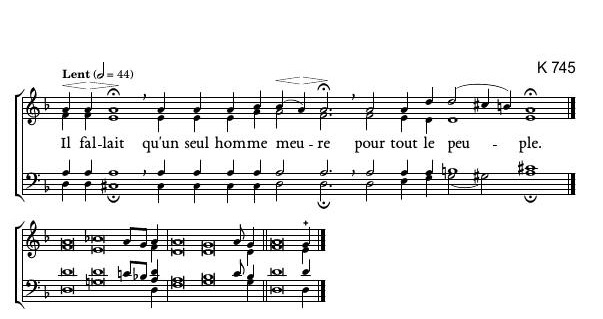 K 745
Lent (𝅗𝅥 = 44)
Il fal-lait qu'un seul homme meu - re pour tout le peu - ple.